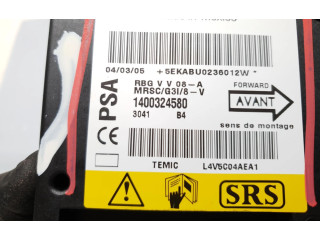 04/03/05 +5EKABU0236012W*
RBG V V 08-A
MRSC/G3I/8-V
1400324580
3041 B4
PSA
CE
FORWARD
AVANT
sens de montage
TEMIC L4V5C04AEA1
SRS